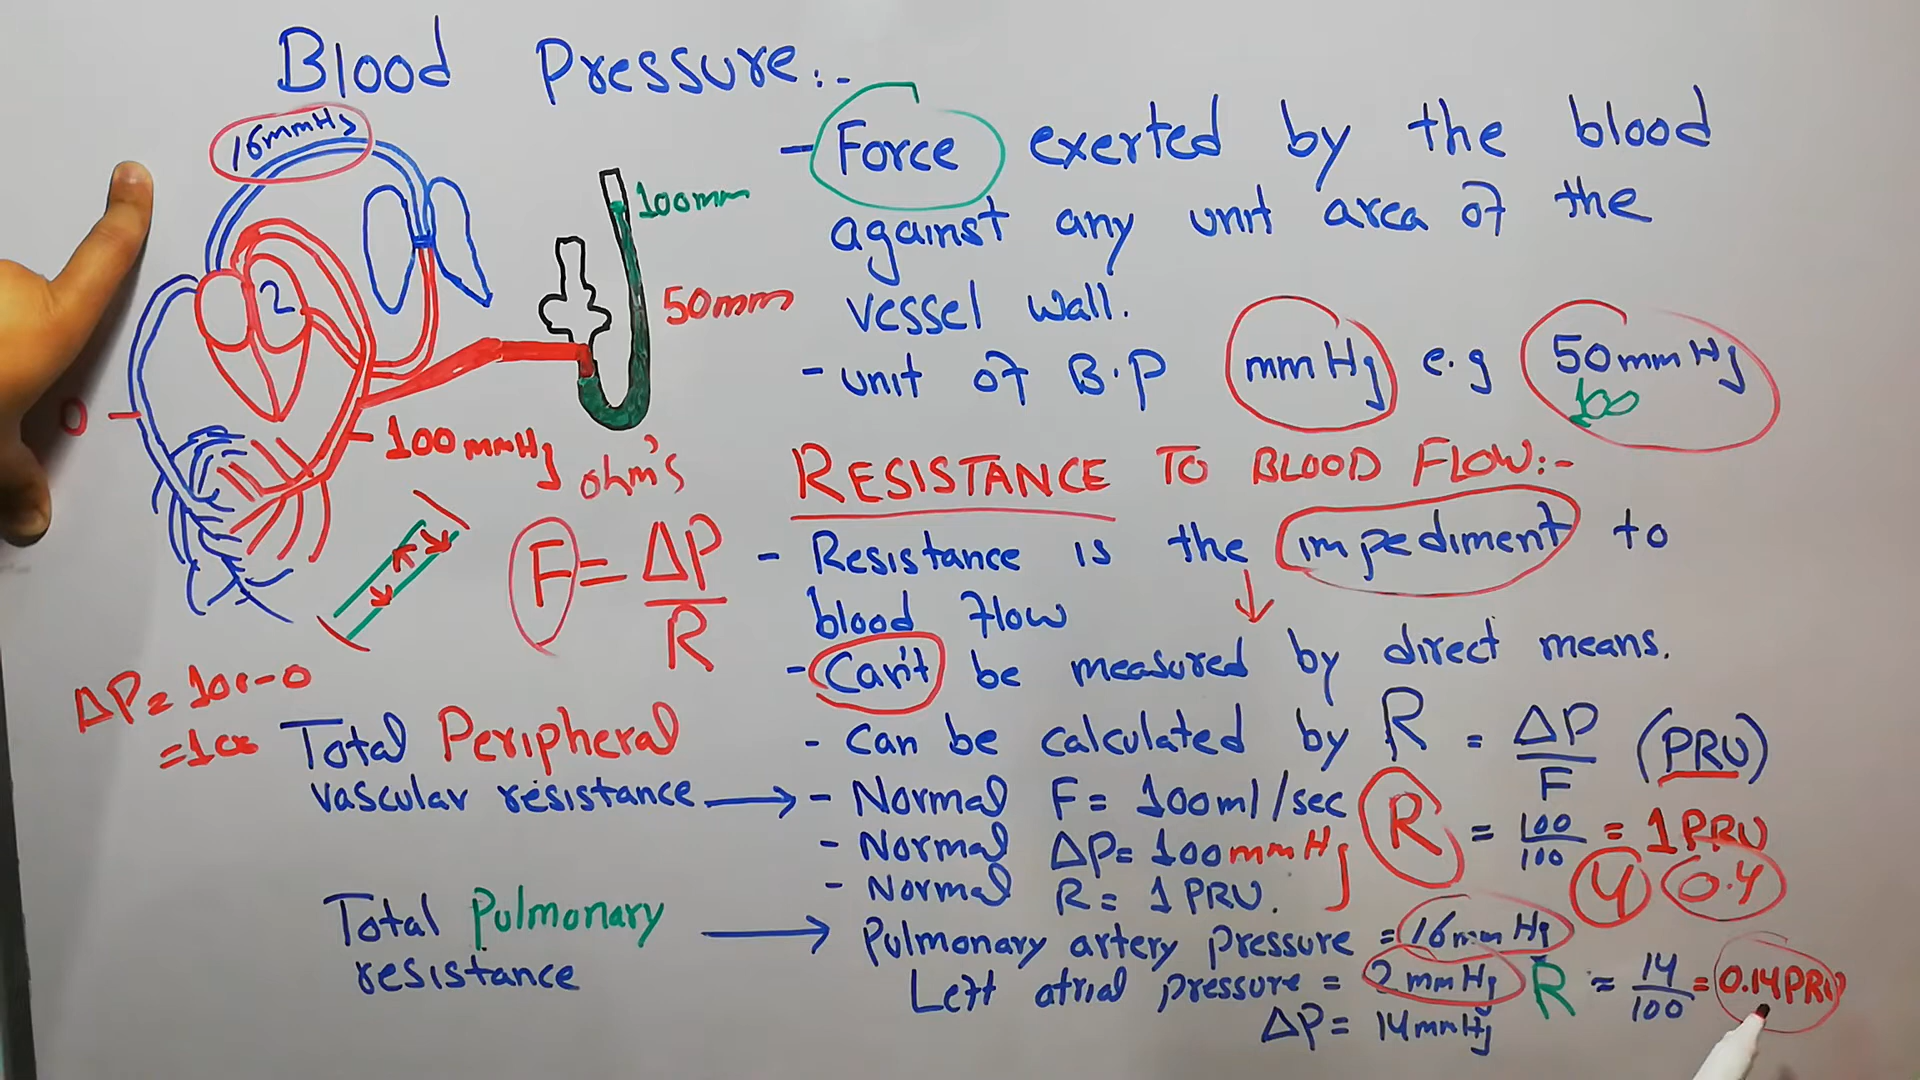 Blood Pressure:-
16mmHg
- Force exerted by the blood
against any unit area of the
vessel wall.
- unit of B.P mmHg e.g 50mmHg
100
2
100mm
50mm
0
- 100mmHg
ohm's
F = ΔP
R
ΔP = 100-0
=100
RESISTANCE TO BLOOD FLOW:-
- Resistance is the impediment to
blood flow
- Can't be measured by direct means.
- Can be calculated by R = ΔP (PRU)
F
Total Peripheral
vascular resistance → - Normal F = 100ml/sec
- Normal ΔP = 100mmHg
- Normal R = 1 PRU.
R = 100 = 1PRU
100
4 0.4
Total Pulmonary
resistance
→ Pulmonary artery pressure = 16mmHg
Left atrial pressure = 2mmHg
ΔP = 14mmHg
R = 14 = 0.14PRU
100